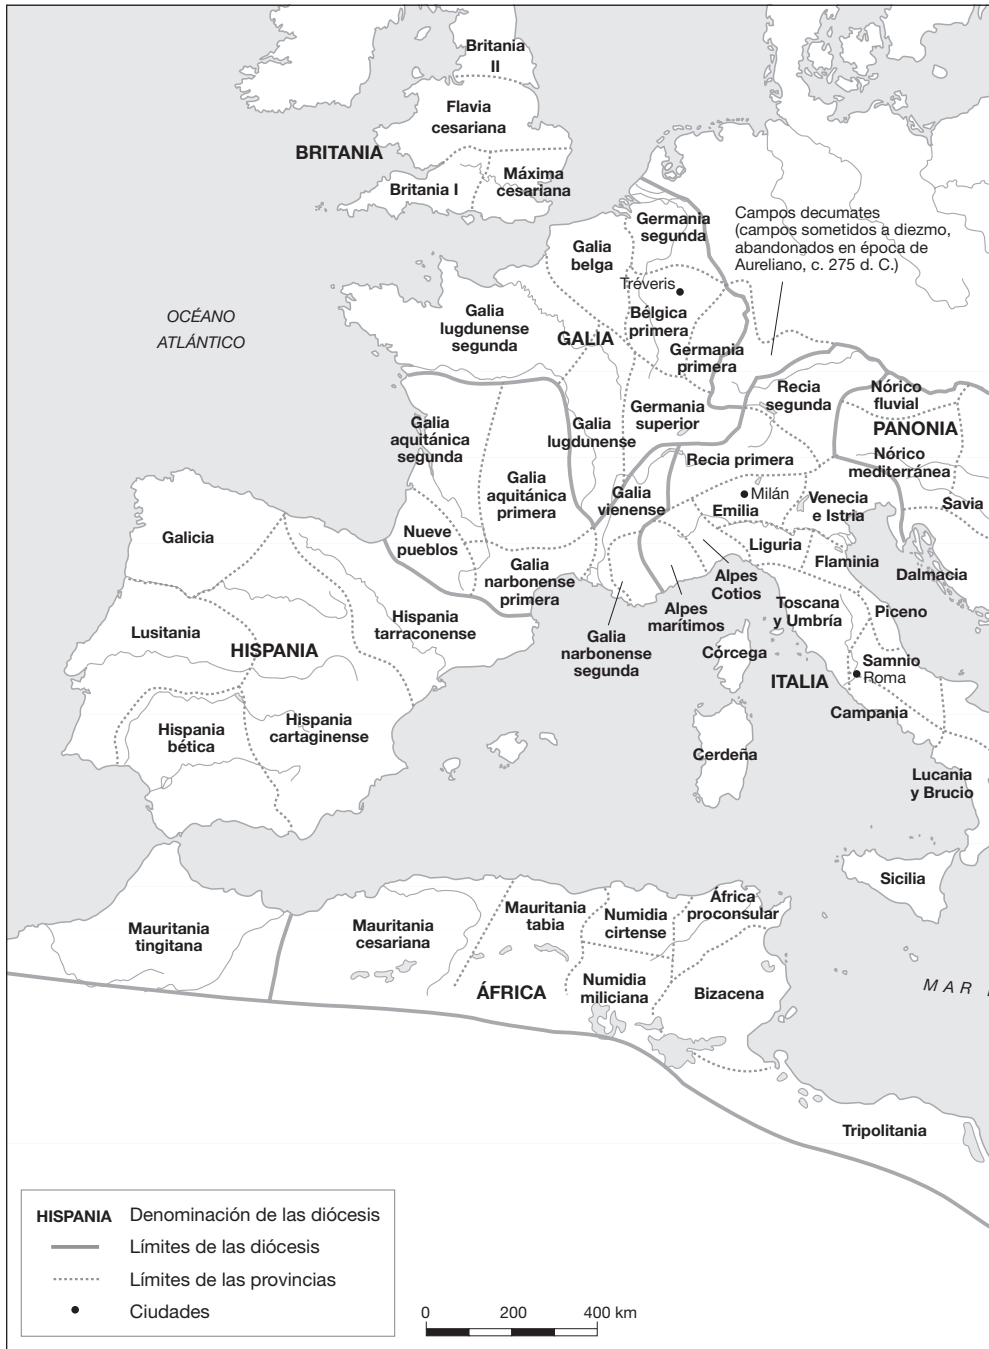 Britania
II
Flavia
cesariana
BRITANIA
Britania I
Máxima
cesariana
Germania
segunda
Campos decumates
(campos sometidos a diezmo,
abandonados en época de
Aureliano, c. 275 d. C.)
Galia
belga
Tréveris
OCÉANO
ATLÁNTICO
Galia
lugdunense
segunda
GALIA
Bélgica
primera
Germania
primera
Recia
segunda
Nórico
fluvial
PANONIA
Galia
aquitánica
segunda
Galia
lugdunense
Germania
superior
Recia primera
Nórico
mediterránea
Galia
aquitánica
primera
Galia
vienense
Milán
Emilia
Venecia
e Istria
Savia
Galicia
Nueve
pueblos
Liguria
Flaminia
Dalmacia
Galia
narbonense
primera
Alpes
Cotios
Alpes
marítimos
Toscana
y Umbría
Piceno
Hispania
tarraconense
Lusitania
HISPANIA
Galia
narbonense
segunda
Córcega
ITALIA
Samnio
Roma
Campania
Hispania
bética
Hispania
cartaginense
Cerdeña
Lucania
y Brucio
Sicilia
Mauritania
tingitana
Mauritania
cesariana
Mauritania
tabia
Numidia
cirtense
África
proconsular
ÁFRICA
Numidia
miliciana
Bizacena
MAR
Tripolitania
HISPANIA Denominación de las diócesis
Límites de las diócesis
Límites de las provincias
Ciudades
0 200 400 km